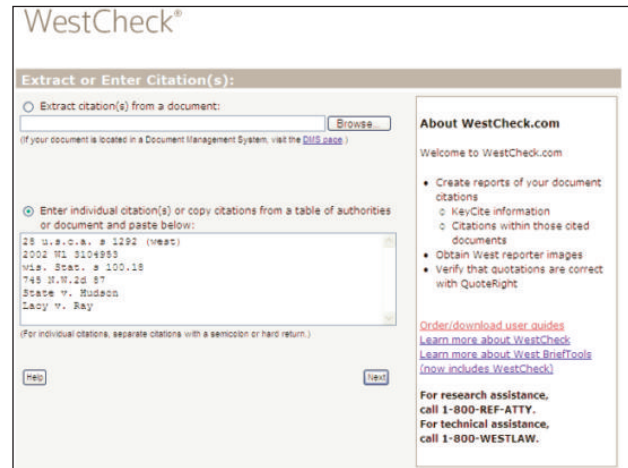 WestCheck®
Extract or Enter Citation(s):
Extract citation(s) from a document:
Browse...
(If your document is located in a Document Management System, visit the DMS page.)
Enter individual citation(s) or copy citations from a table of authorities
or document and paste below:
28 u.s.c.a. s 1292 (west)
2002 Wl 3104953
wis. Stat. s 100.18
745 N.W.2d 57
State v. Hudson
Lacy v. Ray
(For individual citations, separate citations with a semicolon or hard return.)
Help
Next
About WestCheck.com
Welcome to WestCheck.com
• Create reports of your document
citations
o KeyCite information
o Citations within those cited
documents
• Obtain West reporter images
• Verify that quotations are correct
with QuoteRight
Order/download user guides
Learn more about WestCheck
Learn more about West BriefTools
(now includes WestCheck)
For research assistance,
call 1-800-REF-ATTY.
For technical assistance,
call 1-800-WESTLAW.